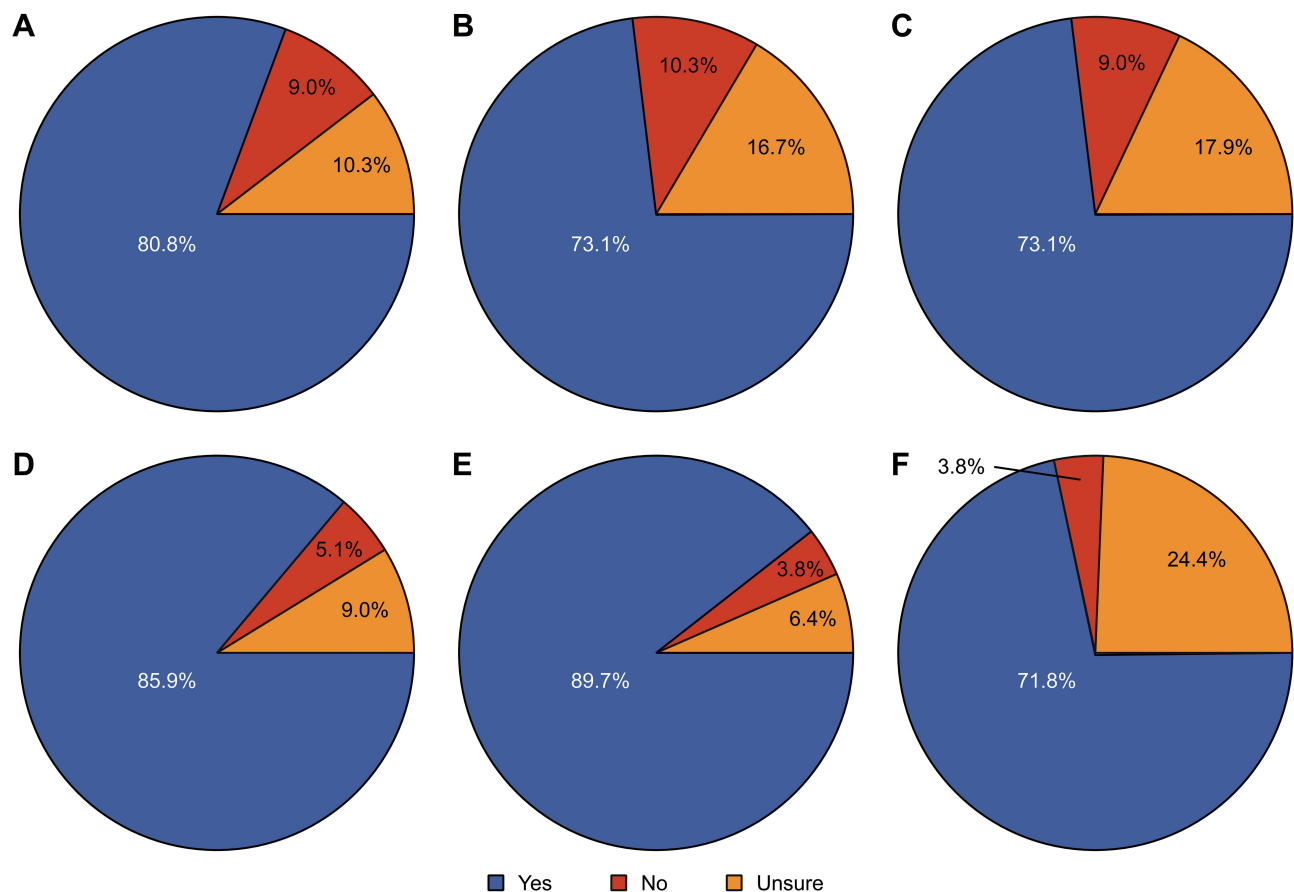 A
9.0%
10.3%
80.8%
B
10.3%
16.7%
73.1%
C
9.0%
17.9%
73.1%
D
5.1%
9.0%
85.9%
E
3.8%
6.4%
89.7%
F
3.8%
24.4%
71.8%
Yes No Unsure